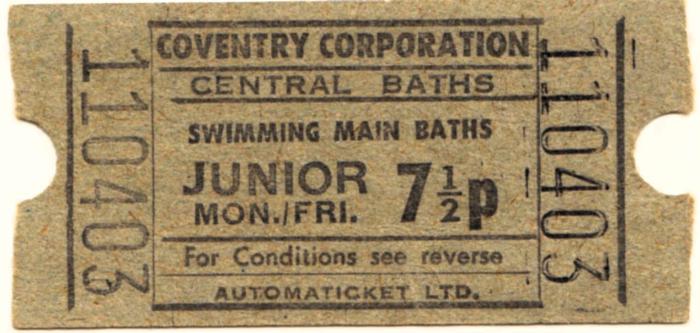 110403
COVENTRY CORPORATION
CENTRAL BATHS
SWIMMING MAIN BATHS
JUNIOR 7½p
MON./FRI.
For Conditions see reverse
AUTOMATICKET LTD.
110403